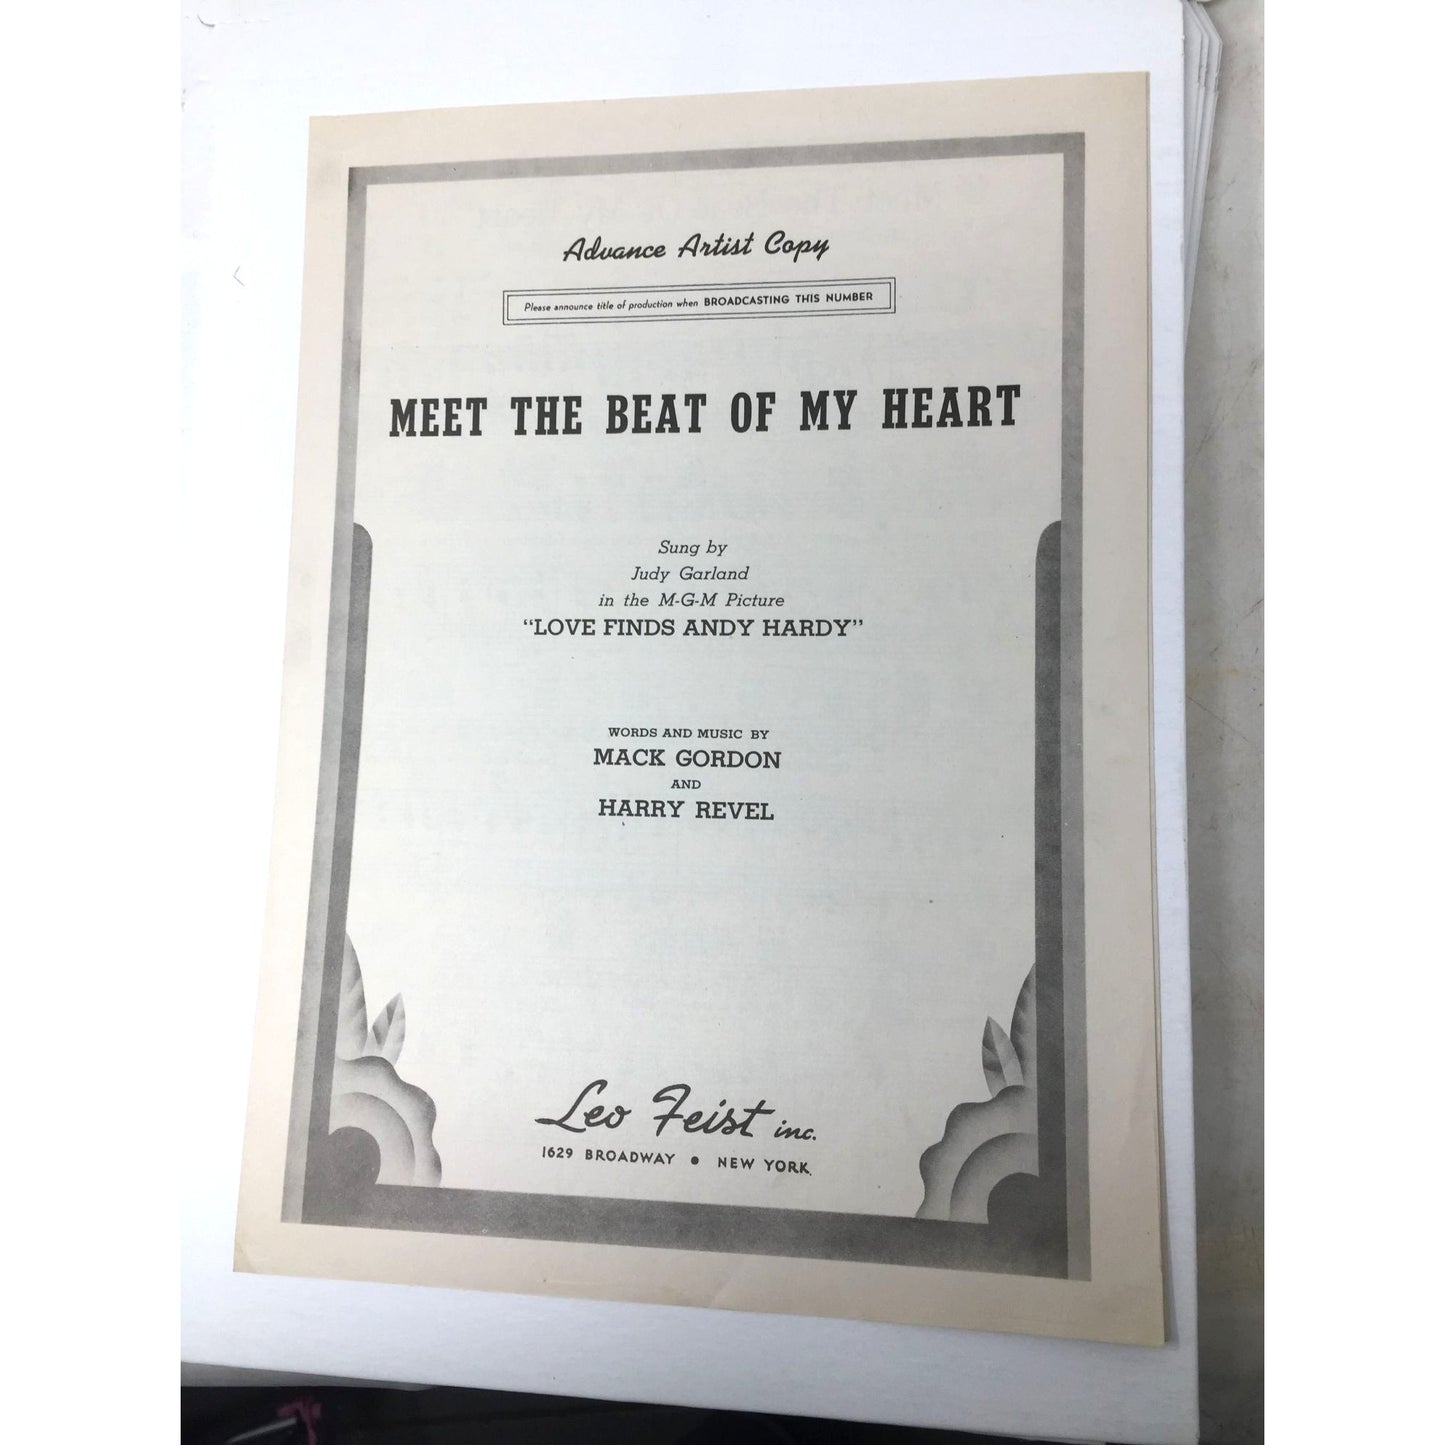 Advance Artist Copy
Please announce title of production when BROADCASTING THIS NUMBER
MEET THE BEAT OF MY HEART
Sung by
Judy Garland
in the M-G-M Picture
"LOVE FINDS ANDY HARDY"
WORDS AND MUSIC BY
MACK GORDON
AND
HARRY REVEL
Leo Feist inc.
1629 BROADWAY • NEW YORK.